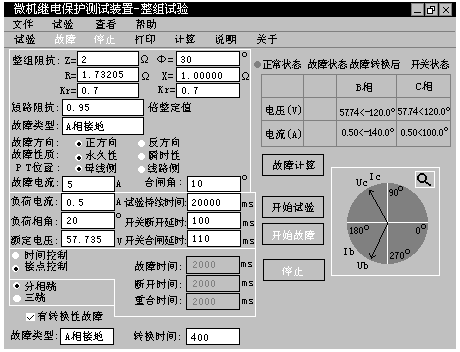 微机继电保护测试装置-整组试验
文件 试验 查看 帮助
试验 故障 停止 打印 计算 说明 关于
整组阻抗: Z= 2 Ω Φ= 30 °
R= 1.73205 Ω X= 1.00000 Ω
Kr= 0.7 Kx= 0.7
短路阻抗: 0.95 倍整定值
故障类型: A相接地
故障方向: 正方向 反方向
故障性质: 永久性 瞬时性
PT位置: 母线侧 线路侧
故障电流: 5 A 合闸角: 10 °
负荷电流: 0.5 A 试验持续时间: 20000 ms
负荷相角: 20 ° 开关断开延时: 100 ms
额定电压: 57.735 V 开关合闸延时: 110 ms
时间控制
接点控制
故障时间: 2000 ms
分相跳
三跳
断开时间: 2000 ms
重合时间: 2000 ms
有转换性故障
故障类型: A相接地 转换时间: 400
正常状态 故障状态 故障转换后 开关状态
B相 C相
电压(V) 57.74<-120.0° 57.74<120.0°
电流(A) 0.50<-140.0° 0.50<100.0°
故障计算
开始试验
开始故障
停止
Uc Ic
90°
180° 0°
270°
Ib
Ub